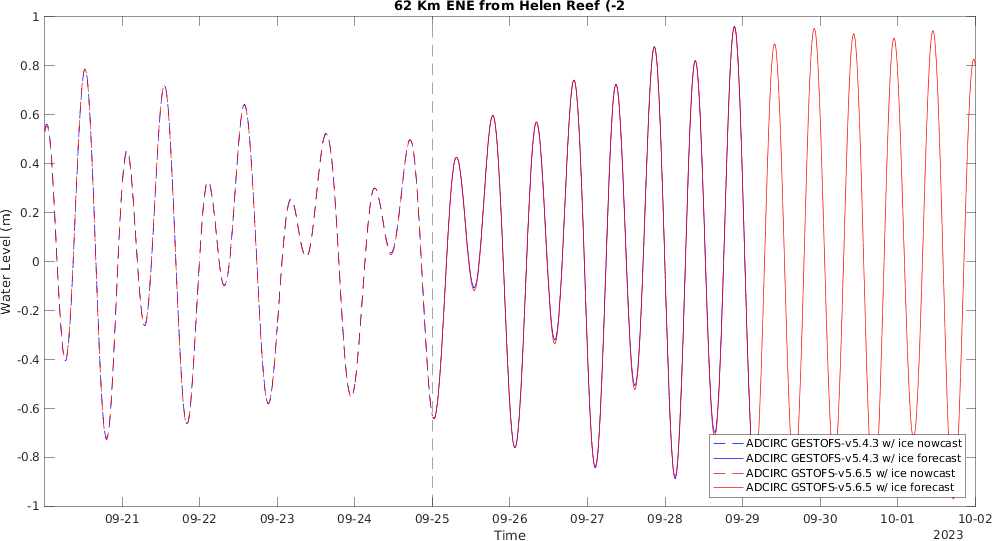 62 Km ENE from Helen Reef (-2
Water Level (m)
1
0.8
0.6
0.4
0.2
0
-0.2
-0.4
-0.6
-0.8
-1
ADCIRC GESTOFS-v5.4.3 w/ ice nowcast
ADCIRC GESTOFS-v5.4.3 w/ ice forecast
ADCIRC GSTOFS-v5.6.5 w/ ice nowcast
ADCIRC GSTOFS-v5.6.5 w/ ice forecast
09-21 09-22 09-23 09-24 09-25 09-26 09-27 09-28 09-29 09-30 10-01 10-02
Time
2023